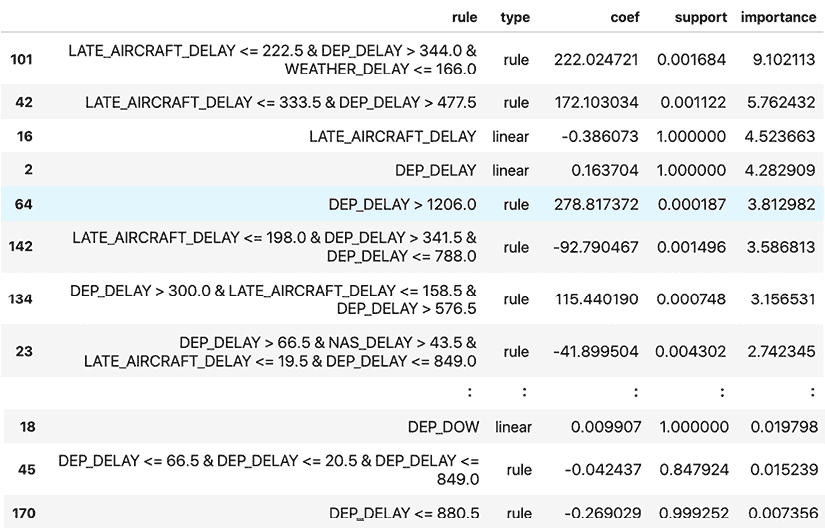 rule type coef support importance
101 LATE_AIRCRAFT_DELAY <= 222.5 & DEP_DELAY > 344.0 &
WEATHER_DELAY <= 166.0 rule 222.024721 0.001684 9.102113
42 LATE_AIRCRAFT_DELAY <= 333.5 & DEP_DELAY > 477.5 rule 172.103034 0.001122 5.762432
16 LATE_AIRCRAFT_DELAY linear -0.386073 1.000000 4.523663
2 DEP_DELAY linear 0.163704 1.000000 4.282909
64 DEP_DELAY > 1206.0 rule 278.817372 0.000187 3.812982
142 LATE_AIRCRAFT_DELAY <= 198.0 & DEP_DELAY > 341.5 &
DEP_DELAY <= 788.0 rule -92.790467 0.001496 3.586813
134 DEP_DELAY > 300.0 & LATE_AIRCRAFT_DELAY <= 158.5 &
DEP_DELAY > 576.5 rule 115.440190 0.000748 3.156531
23 DEP_DELAY > 66.5 & NAS_DELAY > 43.5 &
LATE_AIRCRAFT_DELAY <= 19.5 & DEP_DELAY <= 849.0 rule -41.899504 0.004302 2.742345
: : : : :
18 DEP_DOW linear 0.009907 1.000000 0.019798
45 DEP_DELAY <= 66.5 & DEP_DELAY <= 20.5 & DEP_DELAY <=
849.0 rule -0.042437 0.847924 0.015239
170 DEP_DELAY <= 880.5 rule -0.269029 0.999252 0.007356